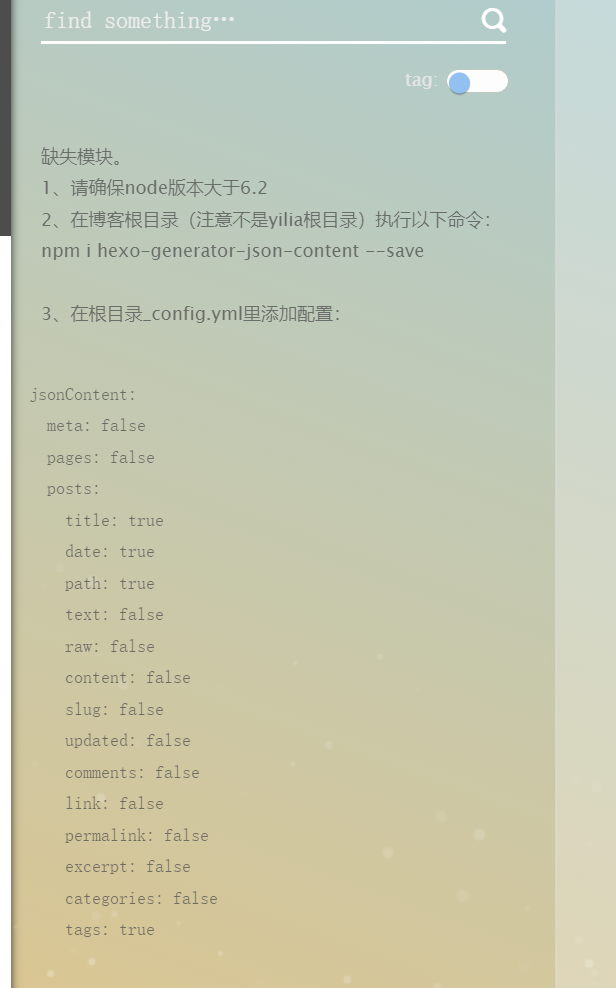 find something…
tag:
缺失模块。
1、请确保node版本大于6.2
2、在博客根目录（注意不是yilia根目录）执行以下命令：
npm i hexo-generator-json-content --save
3、在根目录_config.yml里添加配置：
jsonContent:
meta: false
pages: false
posts:
title: true
date: true
path: true
text: false
raw: false
content: false
slug: false
updated: false
comments: false
link: false
permalink: false
excerpt: false
categories: false
tags: true